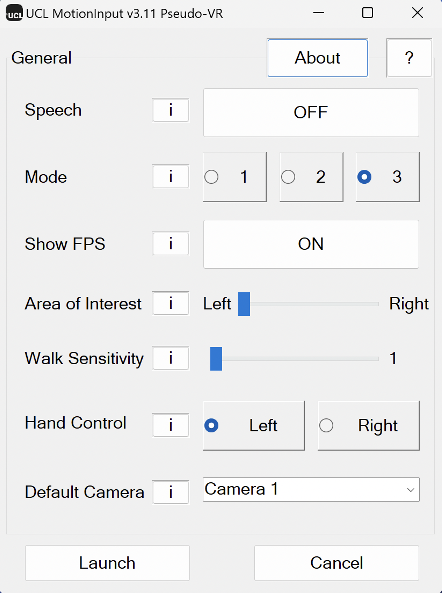 UCL UCL MotionInput v3.11 Pseudo-VR
General About ?
Speech i OFF
Mode i 1 2 3
Show FPS i ON
Area of Interest i Left Right
Walk Sensitivity i 1
Hand Control i Left Right
Default Camera i Camera 1
Launch Cancel